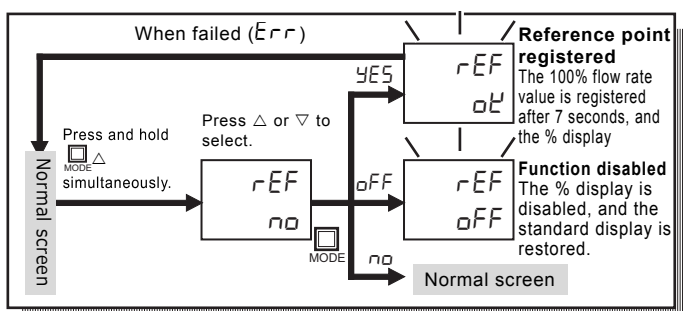 When failed (Err)
Reference point
registered
The 100% flow rate
value is registered
after 7 seconds, and
the % display
YES
rEF
oK
Press △ or ▽ to
select.
Press and hold
MODE △
simultaneously.
Normal screen
rEF
no
MODE
oFF
rEF
oFF
Function disabled
The % display is
disabled, and the
standard display is
restored.
no
Normal screen